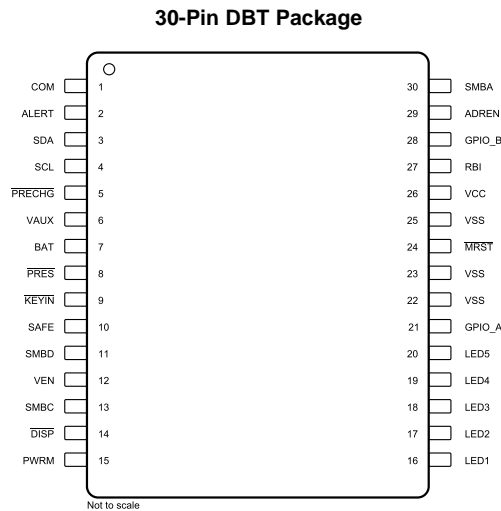 30-Pin DBT Package
COM 1 30 SMBA
ALERT 2 29 ADREN
SDA 3 28 GPIO_B
SCL 4 27 RBI
PRECHG 5 26 VCC
VAUX 6 25 VSS
BAT 7 24 MRST
PRES 8 23 VSS
KEYIN 9 22 VSS
SAFE 10 21 GPIO_A
SMBD 11 20 LED5
VEN 12 19 LED4
SMBC 13 18 LED3
DISP 14 17 LED2
PWRM 15 16 LED1
Not to scale